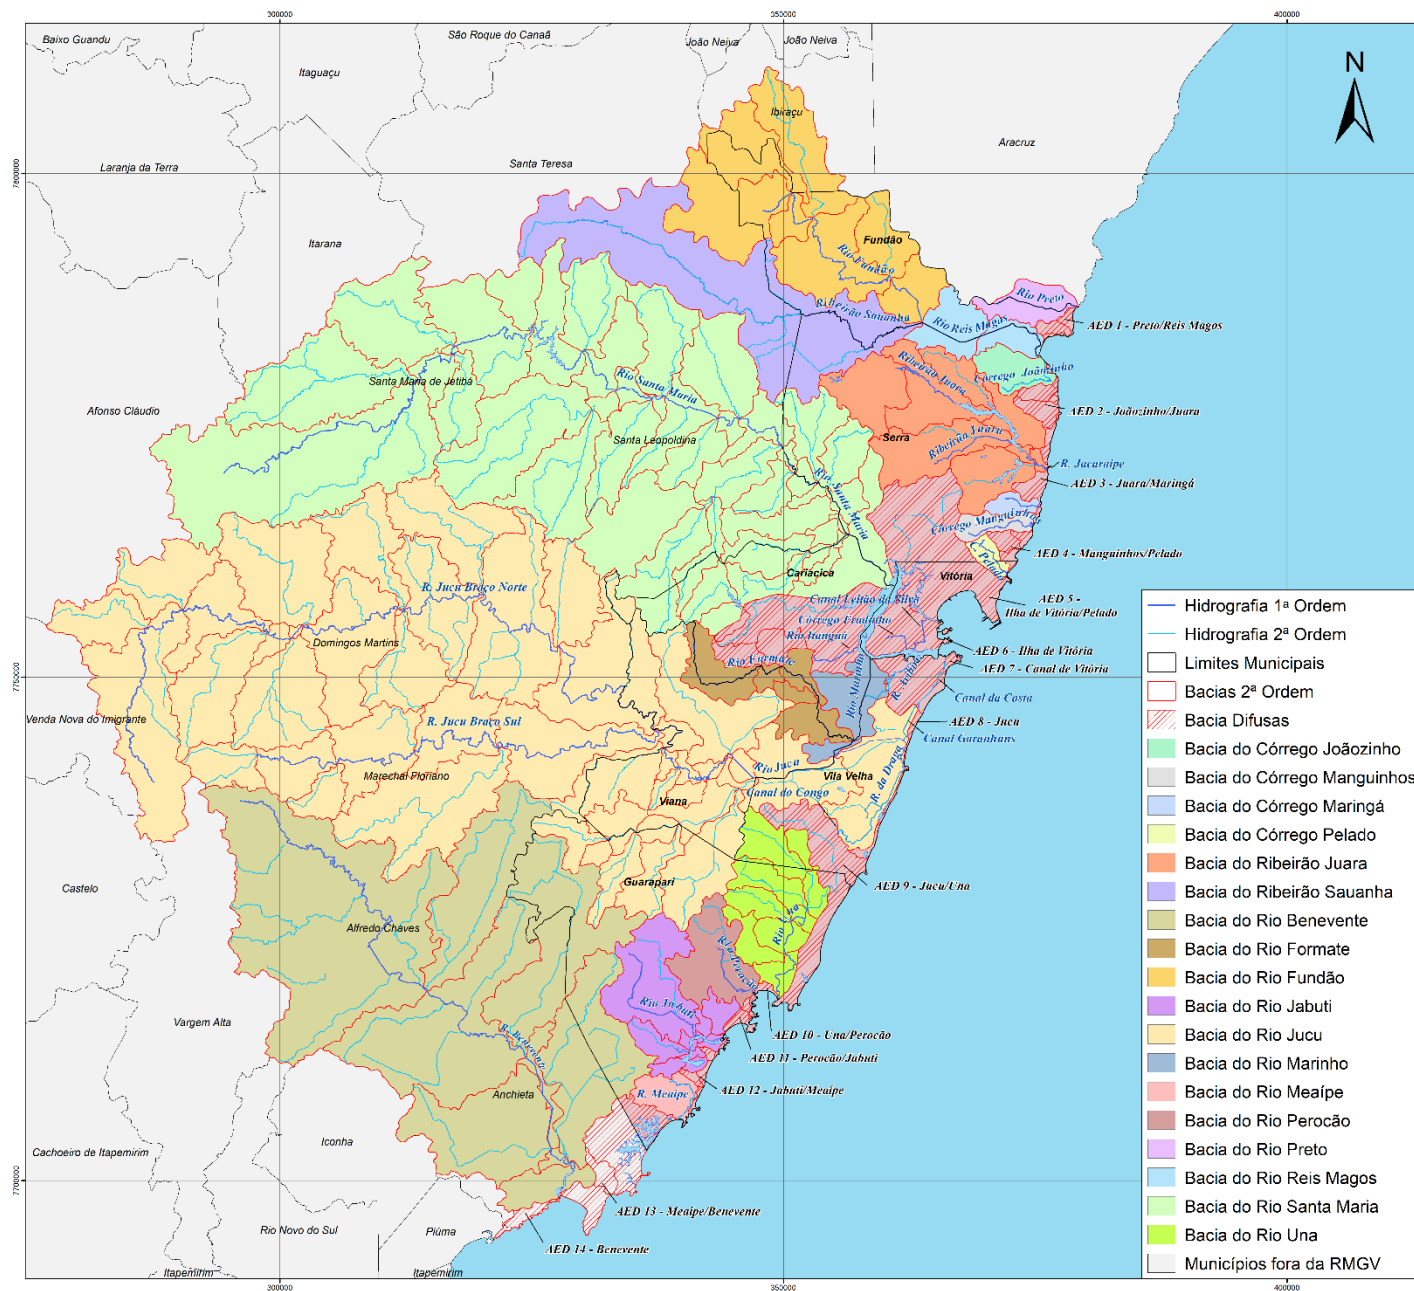 300000
350000
400000
Baixo Guandu
São Roque do Canaã
João Neiva
João Neiva
Itaguaçu
N
Ibiraçu
Aracruz
Laranja da Terra
Santa Teresa
7800000
Itarana
Fundão
Rio Fundão
Rio Preto
Ribeirão Sauanha
Rio Reis Magos
AED 1 - Preto/Reis Magos
Ribeirão Juara
Córrego Joãozinho
Rio Santa Maria
Santa Maria de Jetibá
Afonso Cláudio
AED 2 - Joãozinho/Juara
Santa Leopoldina
Serra
Ribeirão Juara
R. Jacaraípe
AED 3 - Juara/Maringá
Rio Santa Maria
Córrego Manguinhos
AED 4 - Manguinhos/Pelado
Pelado
Cariacica
Vitória
R. Jucu Braço Norte
Canal Leitão da Silva
AED 5 -
Ilha de Vitória/Pelado
Córrego Fradinho
Rio Itanguá
Domingos Martins
AED 6 - Ilha de Vitória
Rio Formate
AED 7 - Canal de Vitória
7750000
Rio Marinho
R. Aribiri
Canal da Costa
Venda Nova do Imigrante
R. Jucu Braço Sul
AED 8 - Jucu
Canal Garanhuns
Rio Jucu
R. da Draga
Marechal Floriano
Vila Velha
Canal do Congo
Viana
Castelo
Guarapari
AED 9 - Jucu/Una
Rio Una
Alfredo Chaves
Rio Perocão
Rio Jabuti
Vargem Alta
R. Benevente
AED 10 - Una/Perocão
AED 11 - Perocão/Jabuti
AED 12 - Jabuti/Meaípe
Anchieta
R. Meaípe
Iconha
Cachoeiro de Itapemirim
7700000
AED 13 - Meaípe/Benevente
Rio Novo do Sul
Piúma
AED 14 - Benevente
Itapemirim
Itapemirim
300000
350000
400000
Hidrografia 1ª Ordem
Hidrografia 2ª Ordem
Limites Municipais
Bacias 2ª Ordem
Bacia Difusas
Bacia do Córrego Joãozinho
Bacia do Córrego Manguinhos
Bacia do Córrego Maringá
Bacia do Córrego Pelado
Bacia do Ribeirão Juara
Bacia do Ribeirão Sauanha
Bacia do Rio Benevente
Bacia do Rio Formate
Bacia do Rio Fundão
Bacia do Rio Jabuti
Bacia do Rio Jucu
Bacia do Rio Marinho
Bacia do Rio Meaípe
Bacia do Rio Perocão
Bacia do Rio Preto
Bacia do Rio Reis Magos
Bacia do Rio Santa Maria
Bacia do Rio Una
Municípios fora da RMGV